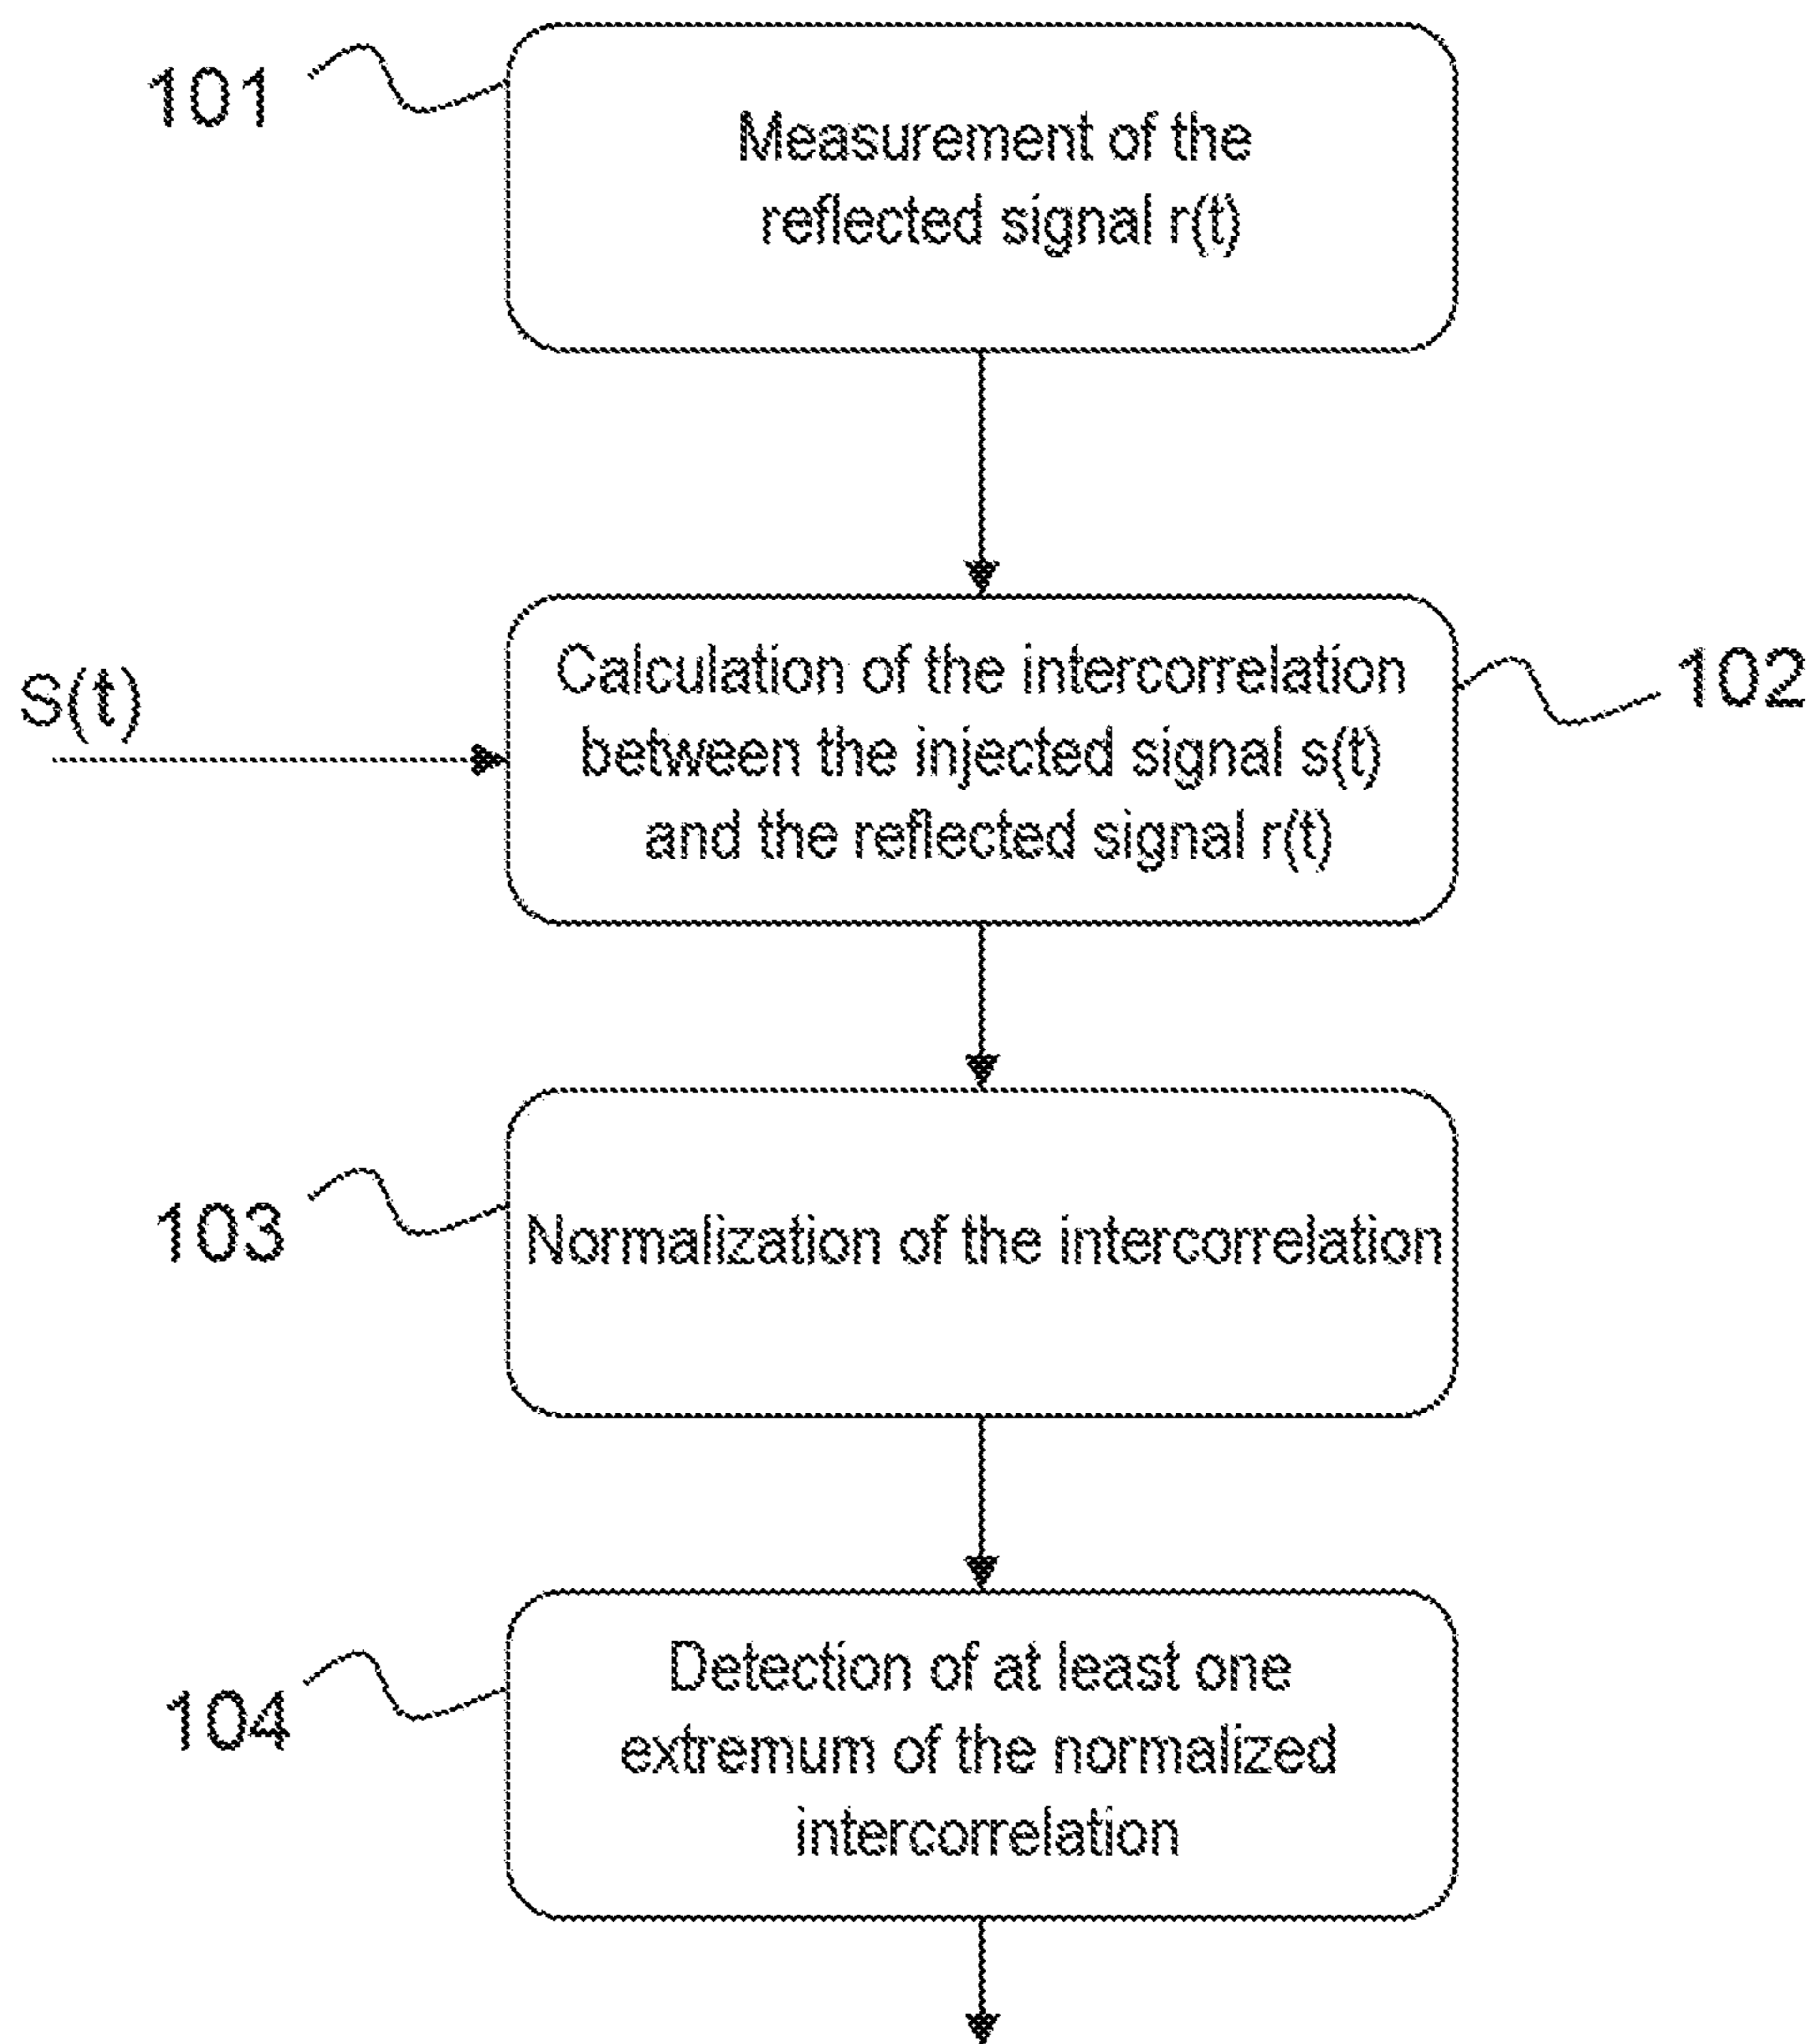 101
Measurement of the
reflected signal r(t)
S(t)
Calculation of the intercorrelation
between the injected signal s(t)
and the reflected signal r(t)
102
103
Normalization of the intercorrelation
104
Detection of at least one
extremum of the normalized
intercorrelation